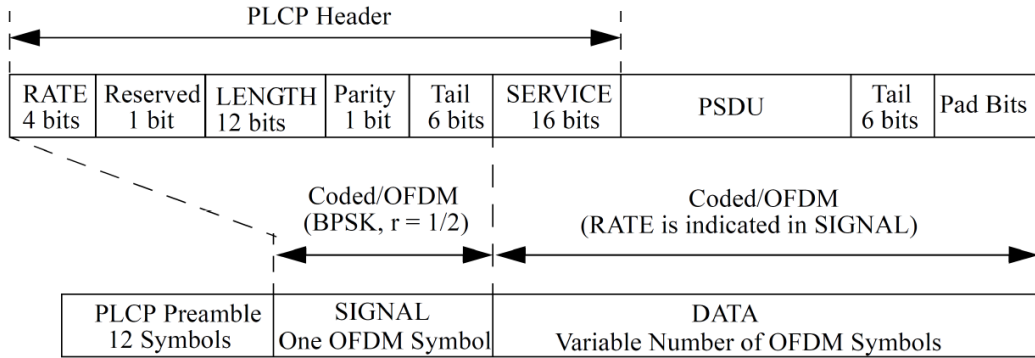 PLCP Header
RATE Reserved LENGTH Parity Tail SERVICE PSDU Tail Pad Bits
4 bits 1 bit 12 bits 1 bit 6 bits 16 bits 6 bits
Coded/OFDM Coded/OFDM
(BPSK, r = 1/2) (RATE is indicated in SIGNAL)
PLCP Preamble SIGNAL DATA
12 Symbols One OFDM Symbol Variable Number of OFDM Symbols